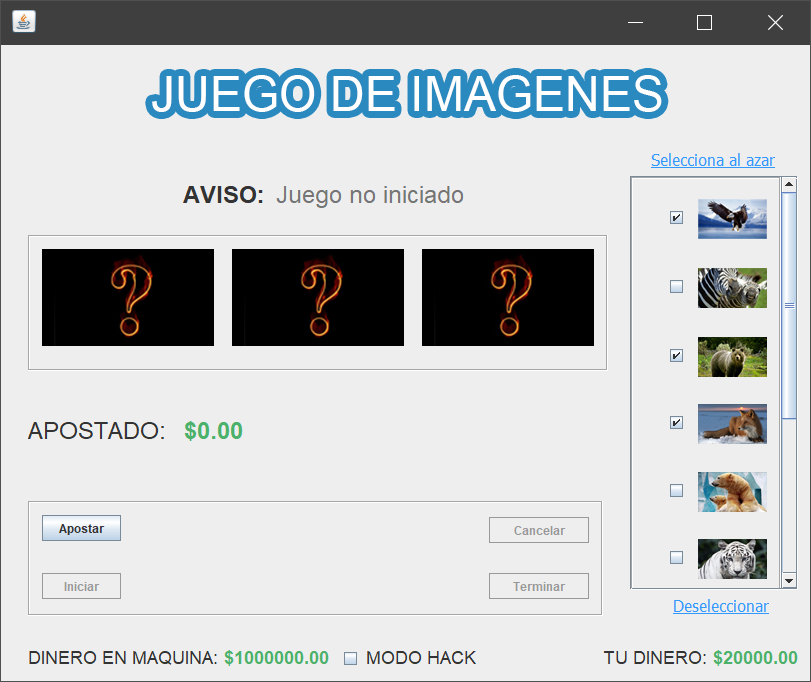 JUEGO DE IMAGENES
Selecciona al azar
AVISO: Juego no iniciado
? ? ?
APOSTADO: $0.00
Apostar Cancelar
Iniciar Terminar
Deseleccionar
DINERO EN MAQUINA: $1000000.00 MODO HACK TU DINERO: $20000.00